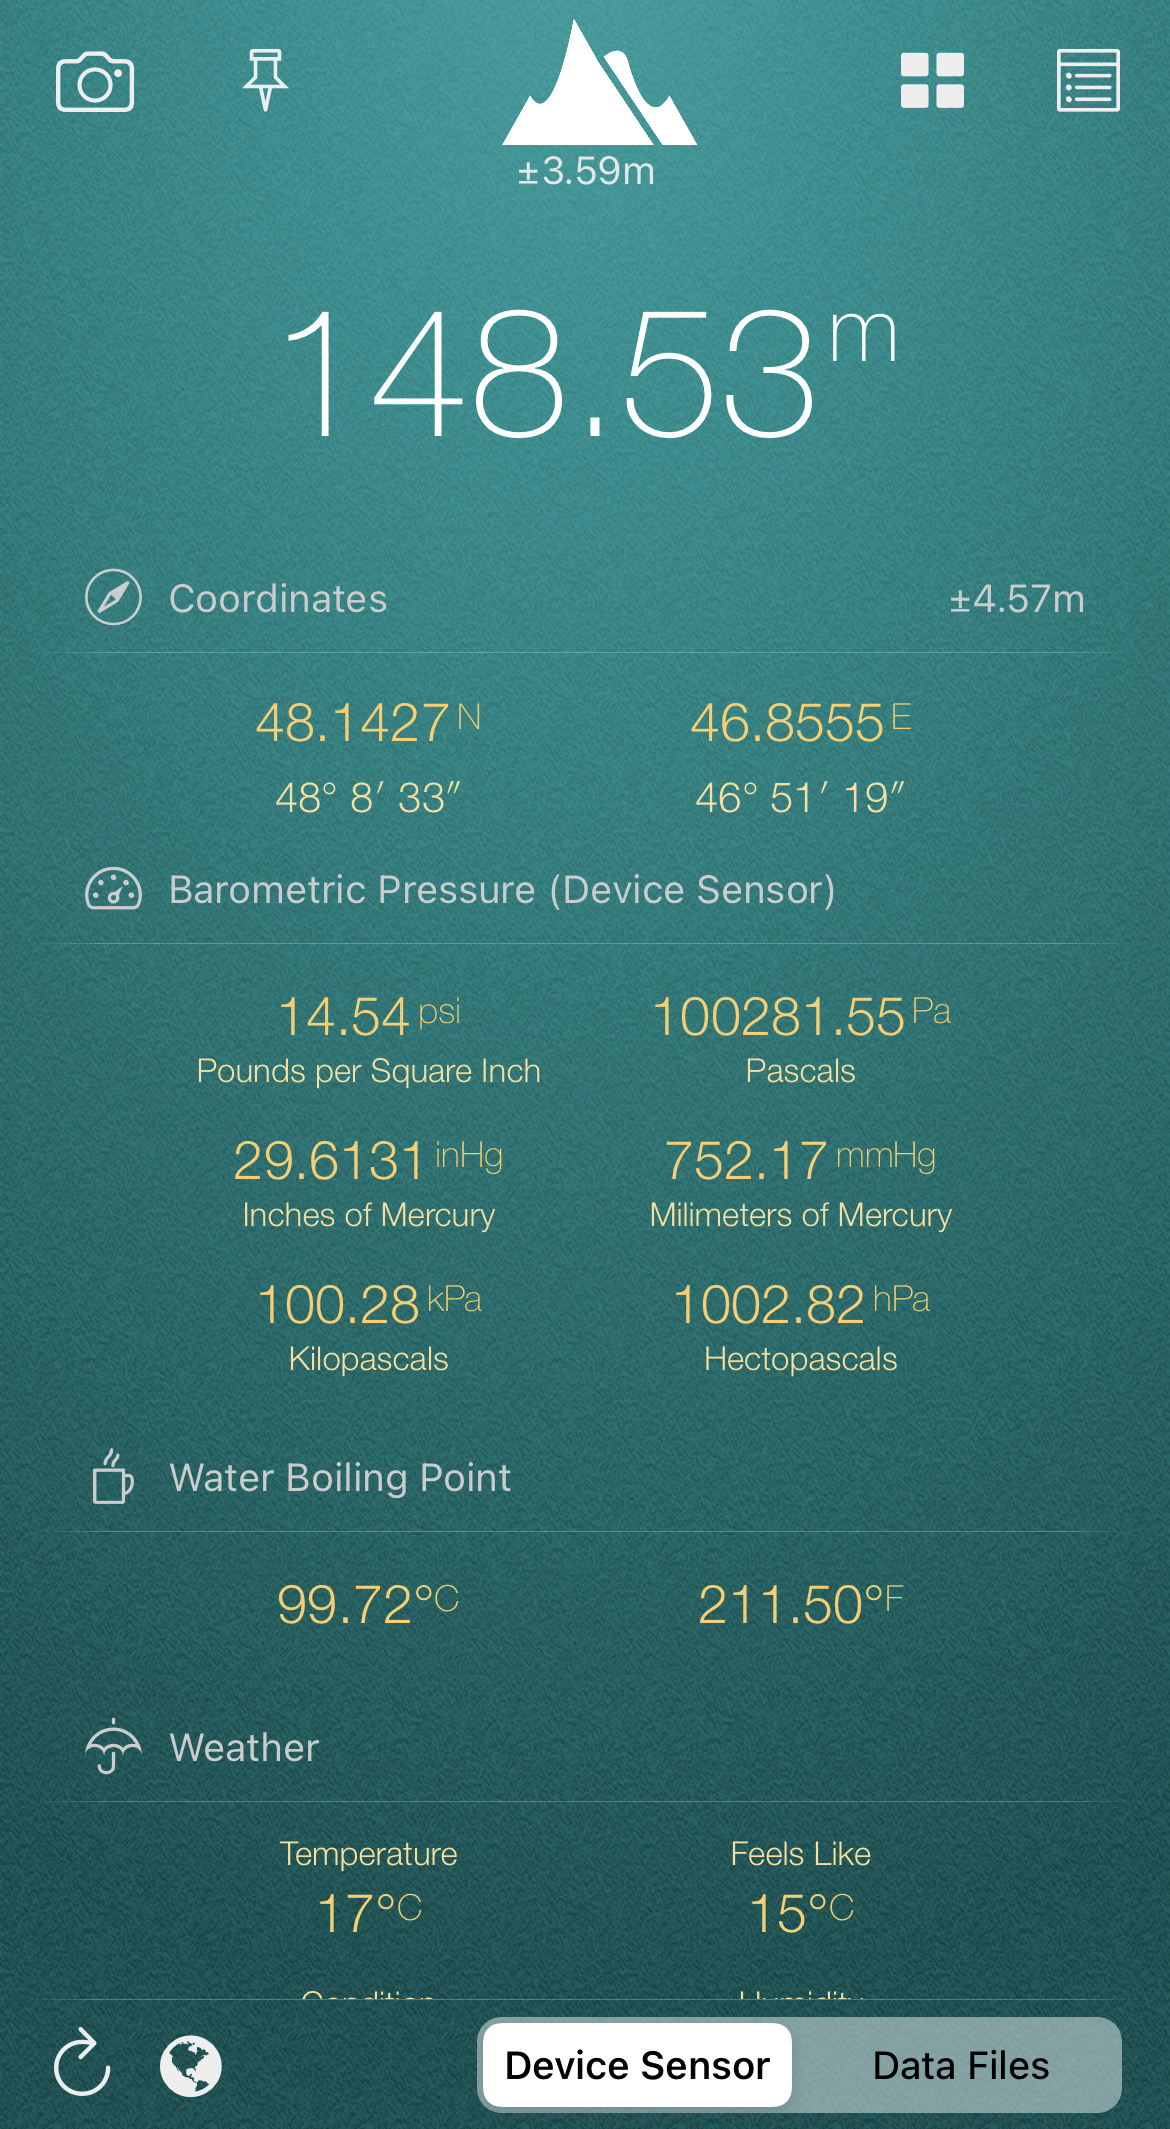 ±3.59m
148.53m
Coordinates ±4.57m
48.1427 N 46.8555 E
48° 8′ 33″ 46° 51′ 19″
Barometric Pressure (Device Sensor)
14.54 psi 100281.55 Pa
Pounds per Square Inch Pascals
29.6131 inHg 752.17 mmHg
Inches of Mercury Milimeters of Mercury
100.28 kPa 1002.82 hPa
Kilopascals Hectopascals
Water Boiling Point
99.72°C 211.50°F
Weather
Temperature Feels Like
17°C 15°C
Condition Humidity
Device Sensor Data Files